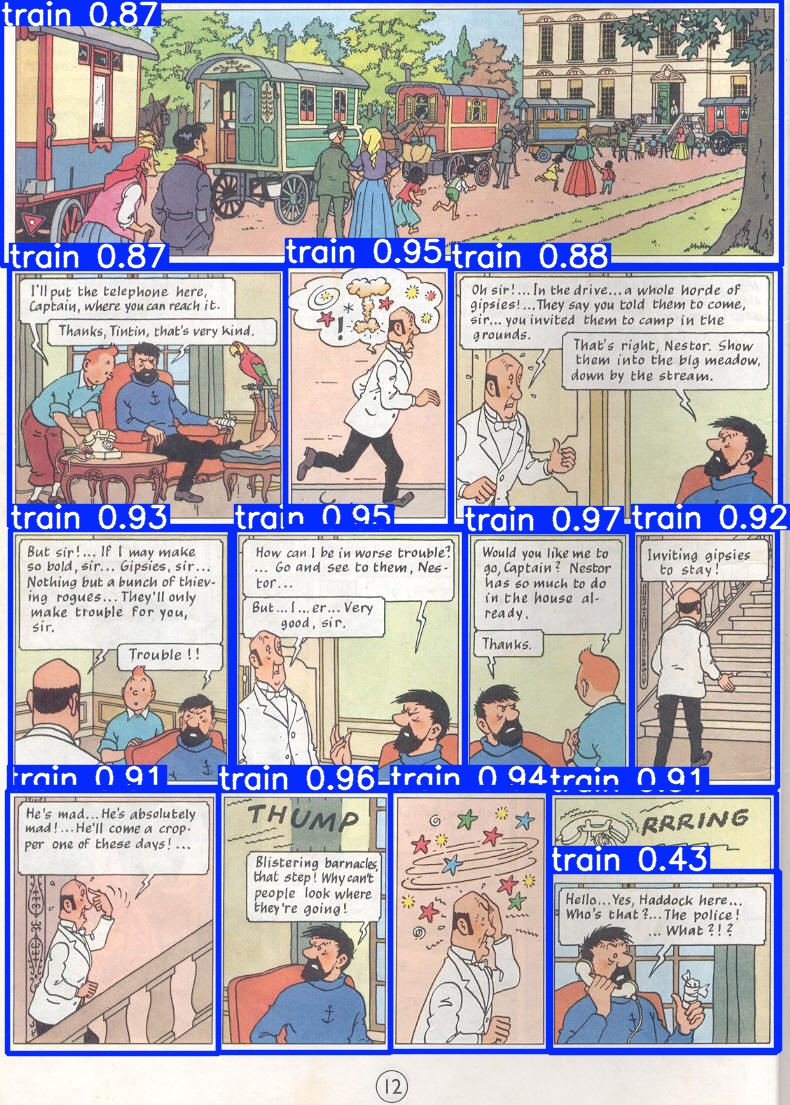 train 0.87
train 0.87
I'll put the telephone here,
Captain, where you can reach it.
Thanks, Tintin, that's very kind.
train 0.95
!
train 0.88
Oh sir!... In the drive...a whole horde of
gipsies!...They say you told them to come,
sir... you invited them to camp in the
grounds.
That's right, Nestor. Show
them into the big meadow,
down by the stream.
train 0.93
But sir!... If I may make
so bold, sir... Gipsies, sir...
Nothing but a bunch of thiev-
ing rogues... They'll only
make trouble for you,
sir.
Trouble !!
train 0.95
How can I be in worse trouble?
... Go and see to them, Nes-
tor...
But...I...er... Very
good, sir.
train 0.97
Would you like me to
go, Captain? Nestor
has so much to do
in the house al-
ready.
Thanks.
train 0.92
Inviting gipsies
to stay!
train 0.91
He's mad...He's absolutely
mad!...He'll come a crop-
per one of these days! ...
train 0.96
THUMP
Blistering barnacles,
that step! Why can't
people look where
they're going!
train 0.94
train 0.91
RRRING
train 0.43
Hello...Yes, Haddock here...
Who's that?...The police!
...What?!?
12